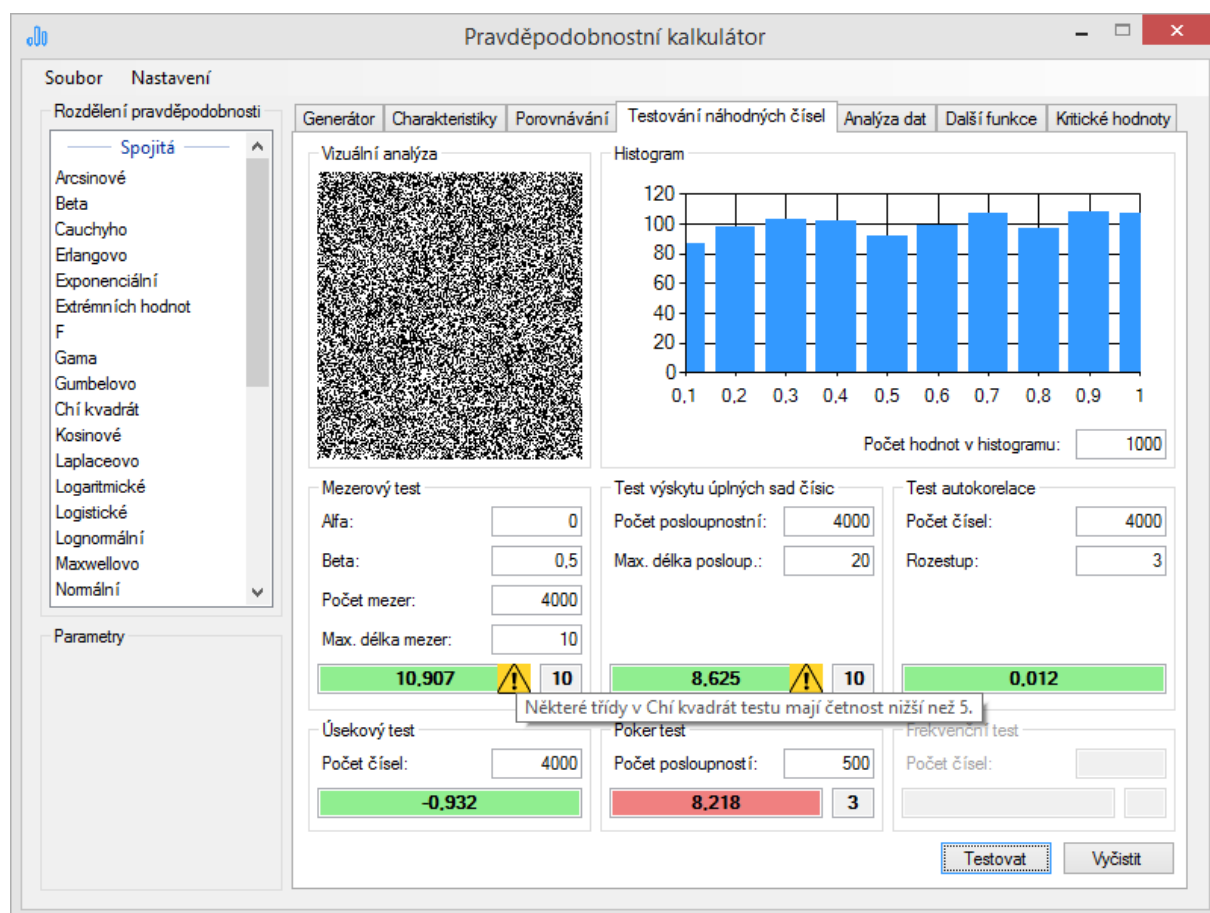 Pravděpodobnostní kalkulátor
Soubor Nastavení
Rozdělení pravděpodobnosti
Spojitá
Arcsinové
Beta
Cauchyho
Erlangovo
Exponenciální
Extrémních hodnot
F
Gama
Gumbelovo
Chí kvadrát
Kosinové
Laplaceovo
Logaritmické
Logistické
Lognormální
Maxwellovo
Normální
Parametry
Generátor Charakteristiky Porovnávání Testování náhodných čísel Analýza dat Další funkce Kritické hodnoty
Vizuální analýza
Histogram
120
100
80
60
40
20
0
0,1 0,2 0,3 0,4 0,5 0,6 0,7 0,8 0,9 1
Počet hodnot v histogramu: 1000
Mezerový test
Alfa: 0
Beta: 0,5
Počet mezer: 4000
Max. délka mezer: 10
10,907 10
Test výskytu úplných sad čísic
Počet posloupnostní: 4000
Max. délka posloup.: 20
8,625 10
Test autokorelace
Počet čísel: 4000
Rozestup: 3
0,012
Některé třídy v Chí kvadrát testu mají četnost nižší než 5.
Úsekový test
Počet čísel: 4000
-0,932
Poker test
Počet posloupností: 500
8,218 3
Frekvenční test
Počet čísel:
Testovat Vyčistit